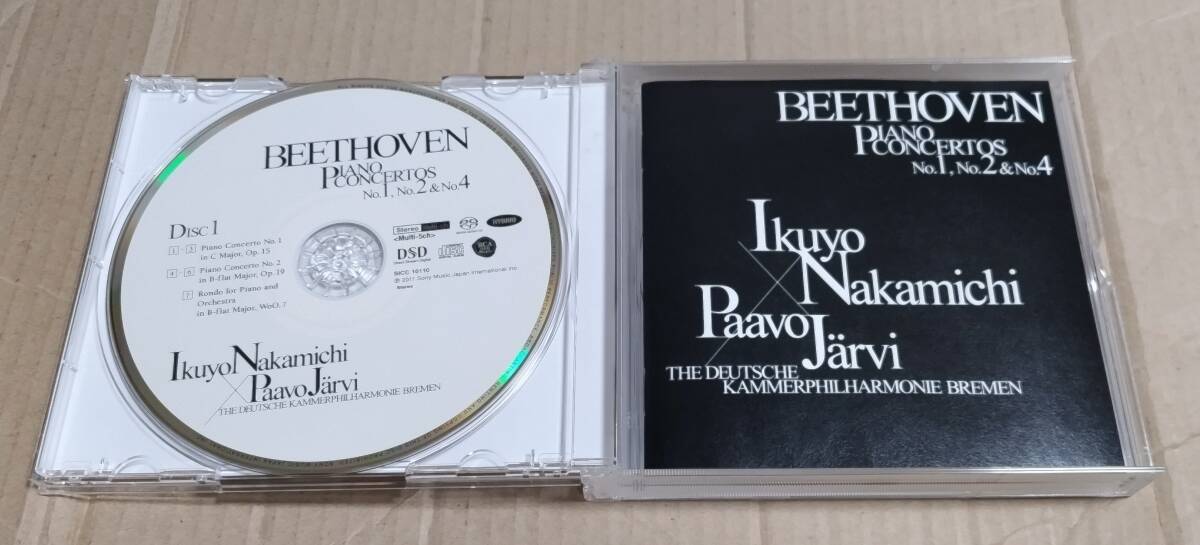 BEETHOVEN
PIANO
CONCERTOS
No.1, No.2 & No.4
DISC 1
1 - 3 Piano Concerto No. 1
in C Major, Op. 15
4 - 6 Piano Concerto No. 2
in B-flat Major, Op. 19
7 Rondo for Piano and
Orchestra
in B-flat Major, WoO. 7
Stereo
<Multi-5ch>
DSD
Direct Stream Digital
SICC 10110
℗ 2011 Sony Music Japan International Inc.
Stereo
Ikuyo Nakamichi
×
Paavo Järvi
THE DEUTSCHE KAMMERPHILHARMONIE BREMEN
BEETHOVEN
PIANO
CONCERTOS
No.1, No.2 & No.4
Ikuyo
Nakamichi
×
Paavo
Järvi
THE DEUTSCHE
KAMMERPHILHARMONIE BREMEN